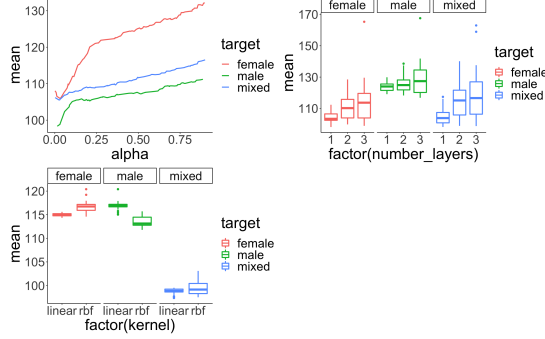 130
120
110
100
mean
0.00 0.25 0.50 0.75
alpha
target
female
male
mixed
female male mixed
170
150
130
110
mean
1 2 3 1 2 3 1 2 3
factor(number_layers)
target
female
male
mixed
female male mixed
120
115
110
105
100
mean
linear rbf linear rbf linear rbf
factor(kernel)
target
female
male
mixed